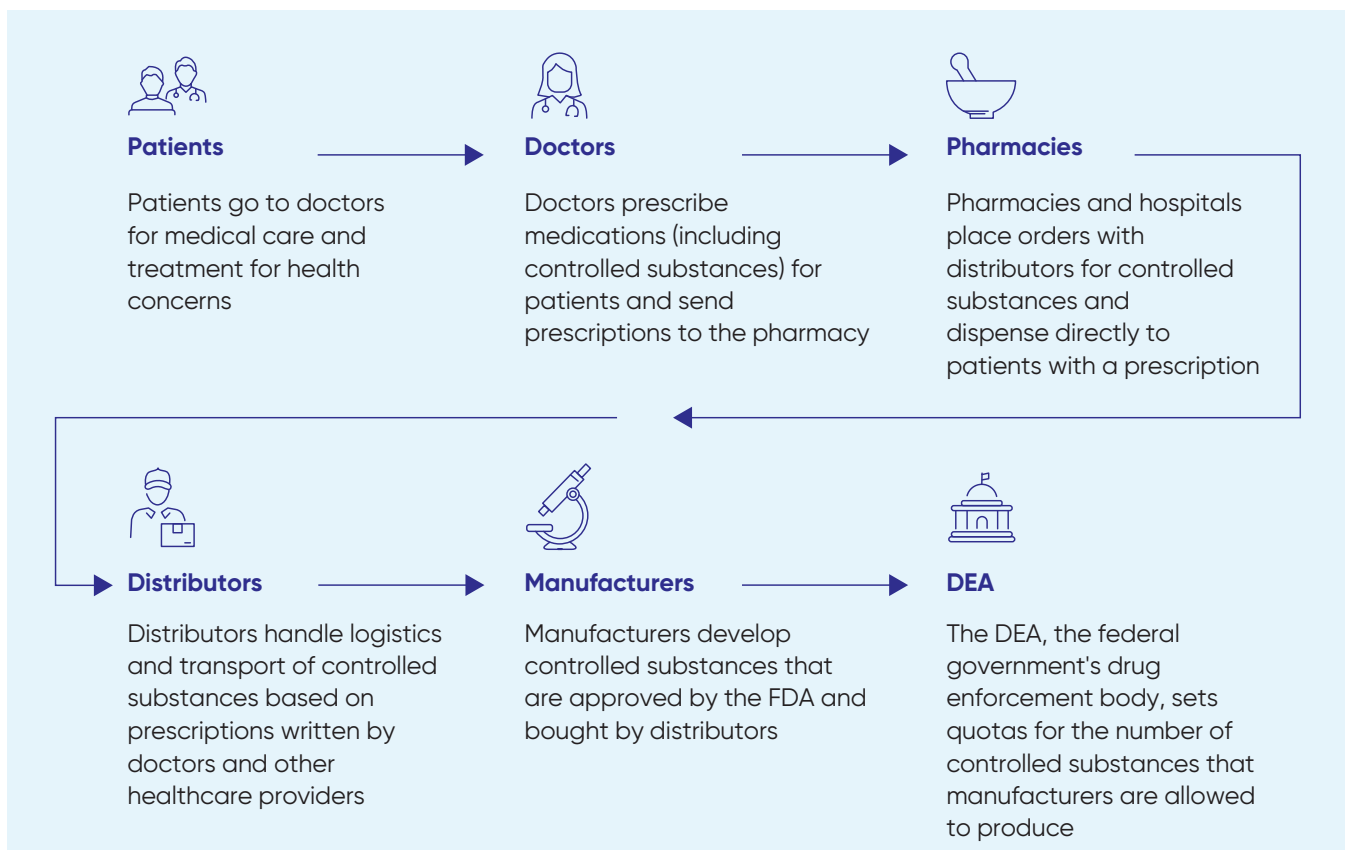 Patients
Patients go to doctors
for medical care and
treatment for health
concerns
Doctors
Doctors prescribe
medications (including
controlled substances) for
patients and send
prescriptions to the pharmacy
Pharmacies
Pharmacies and hospitals
place orders with
distributors for controlled
substances and
dispense directly to
patients with a prescription
Distributors
Distributors handle logistics
and transport of controlled
substances based on
prescriptions written by
doctors and other
healthcare providers
Manufacturers
Manufacturers develop
controlled substances that
are approved by the FDA and
bought by distributors
DEA
The DEA, the federal
government's drug
enforcement body, sets
quotas for the number of
controlled substances that
manufacturers are allowed
to produce